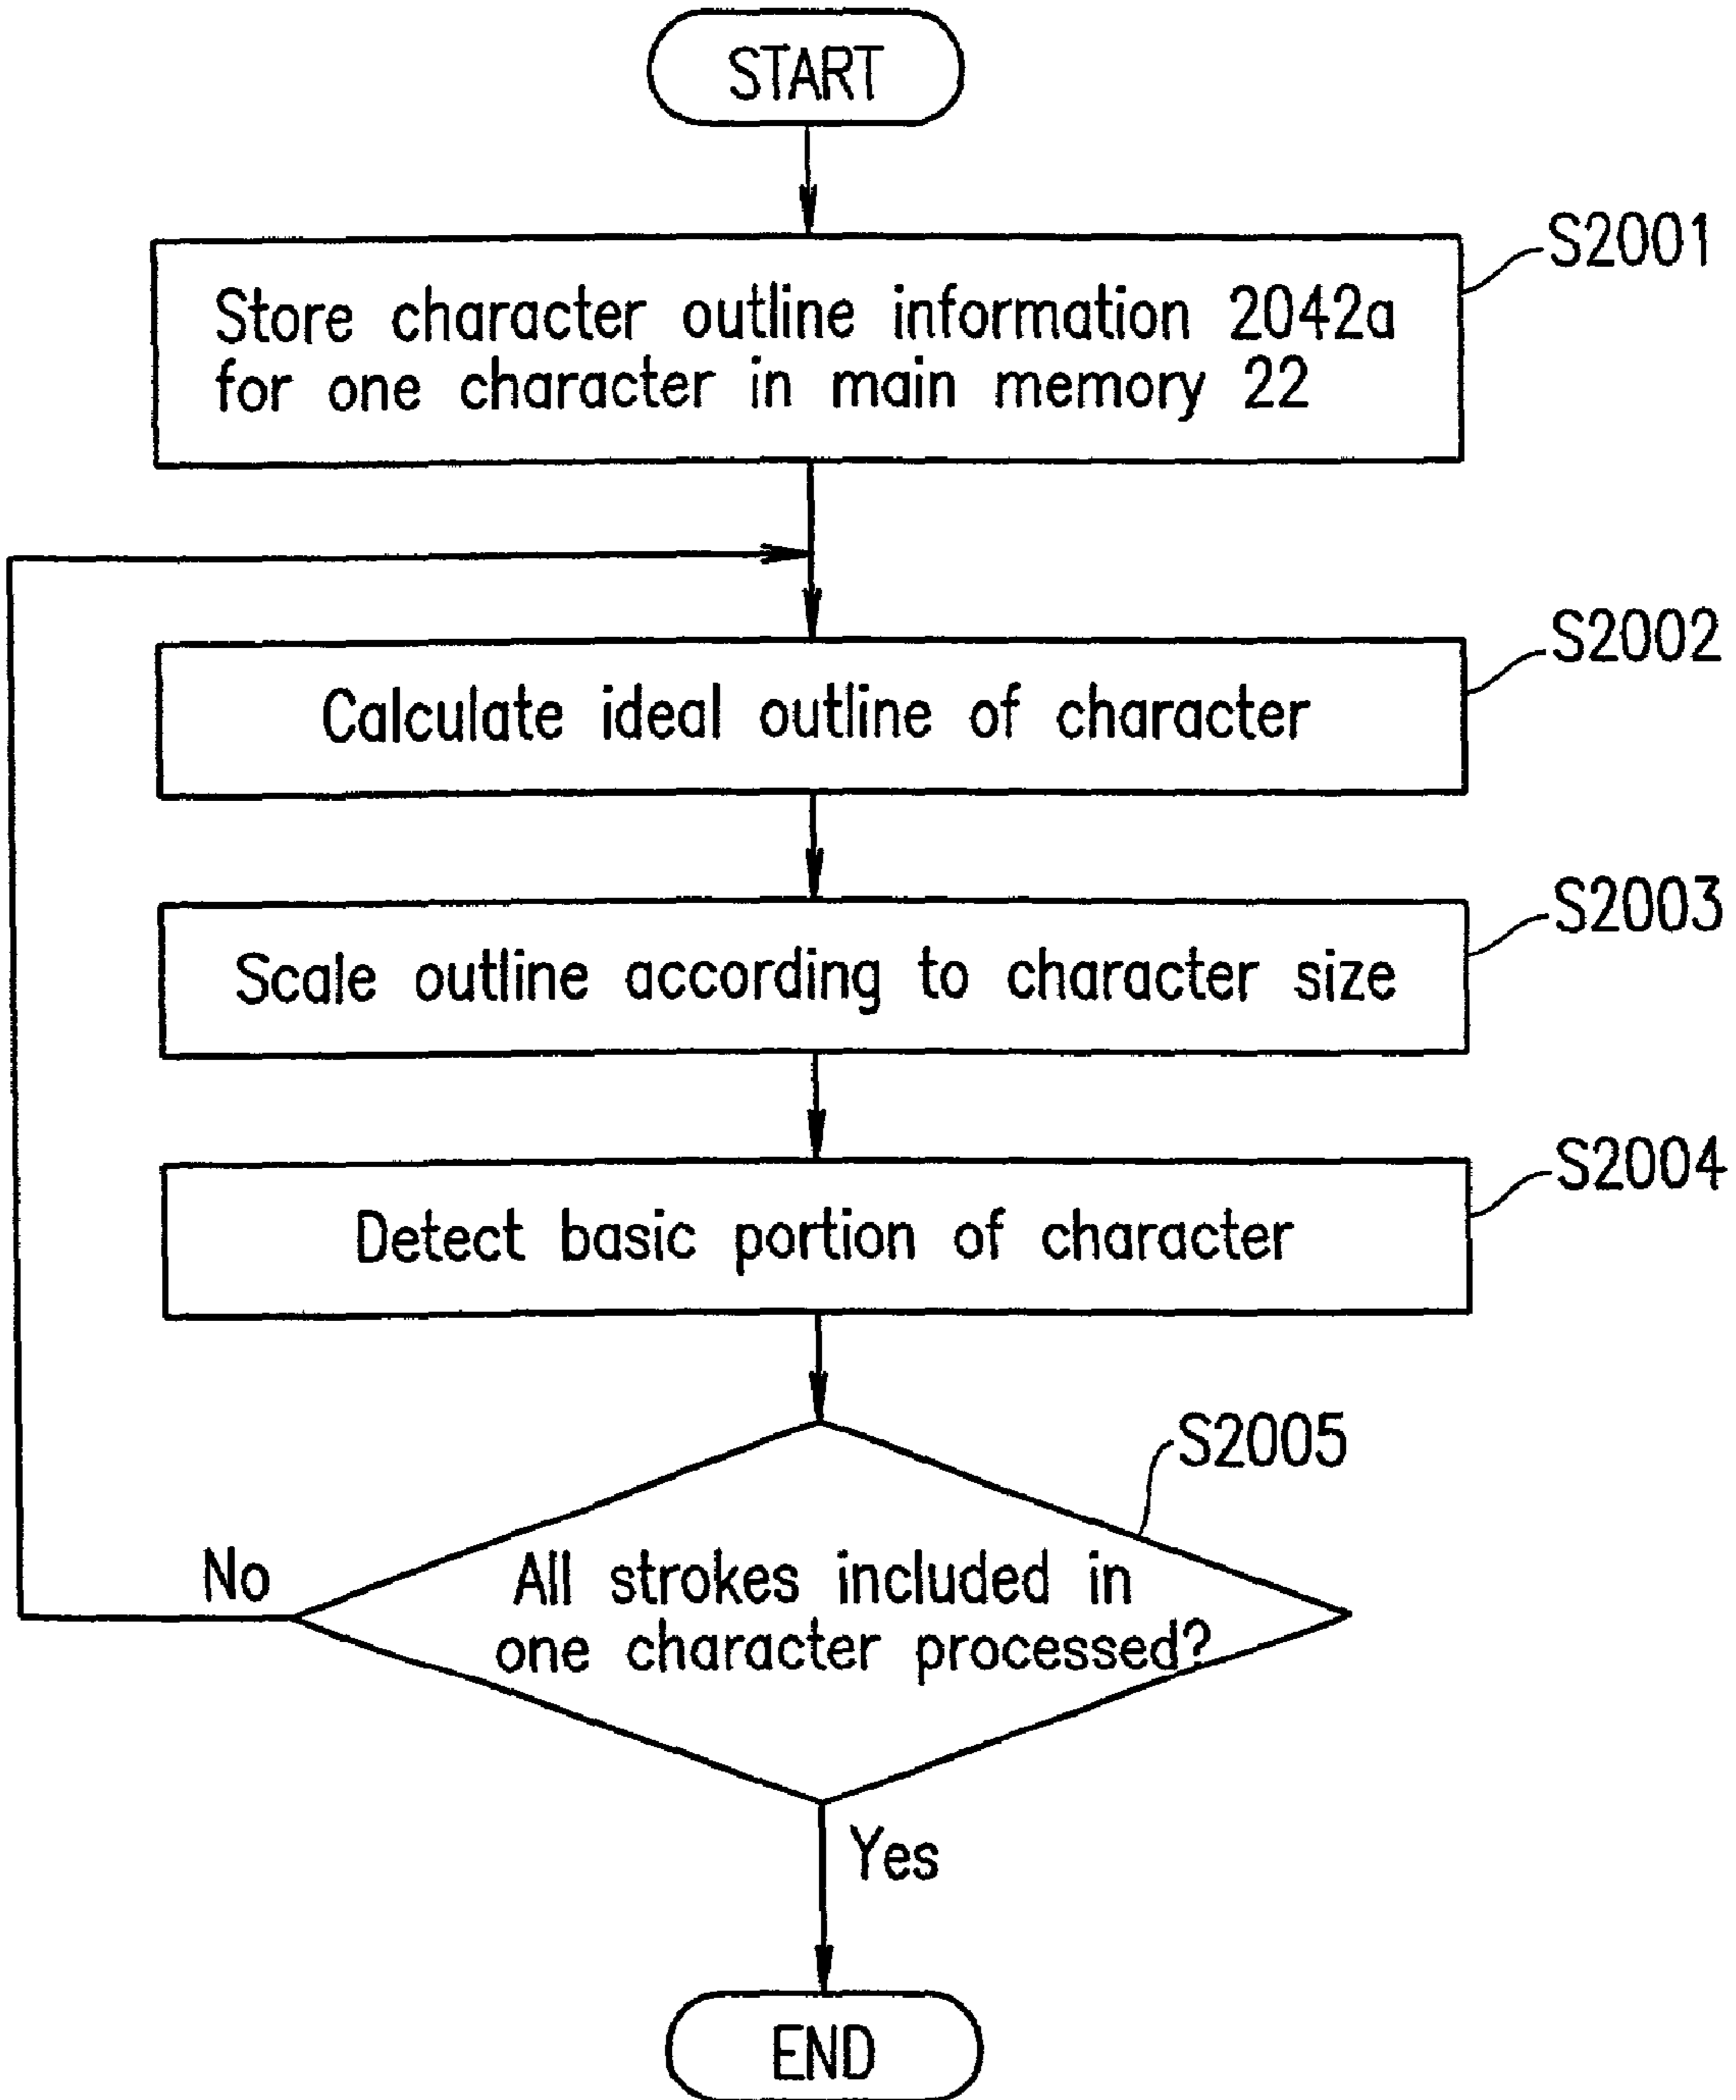 START
S2001
Store character outline information 2042a
for one character in main memory 22
S2002
Calculate ideal outline of character
S2003
Scale outline according to character size
S2004
Detect basic portion of character
S2005
No
All strokes included in
one character processed?
Yes
END